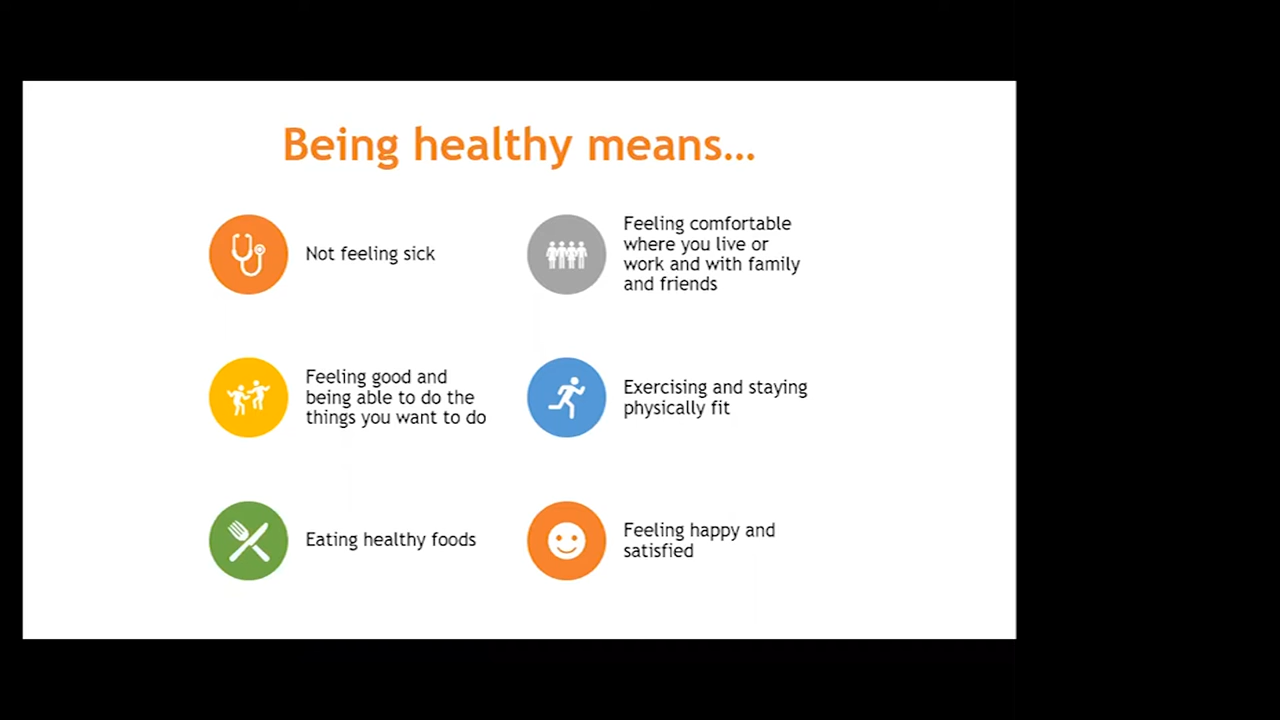 Being healthy means...
Not feeling sick
Feeling comfortable
where you live or
work and with family
and friends
Feeling good and
being able to do the
things you want to do
Exercising and staying
physically fit
Eating healthy foods
Feeling happy and
satisfied